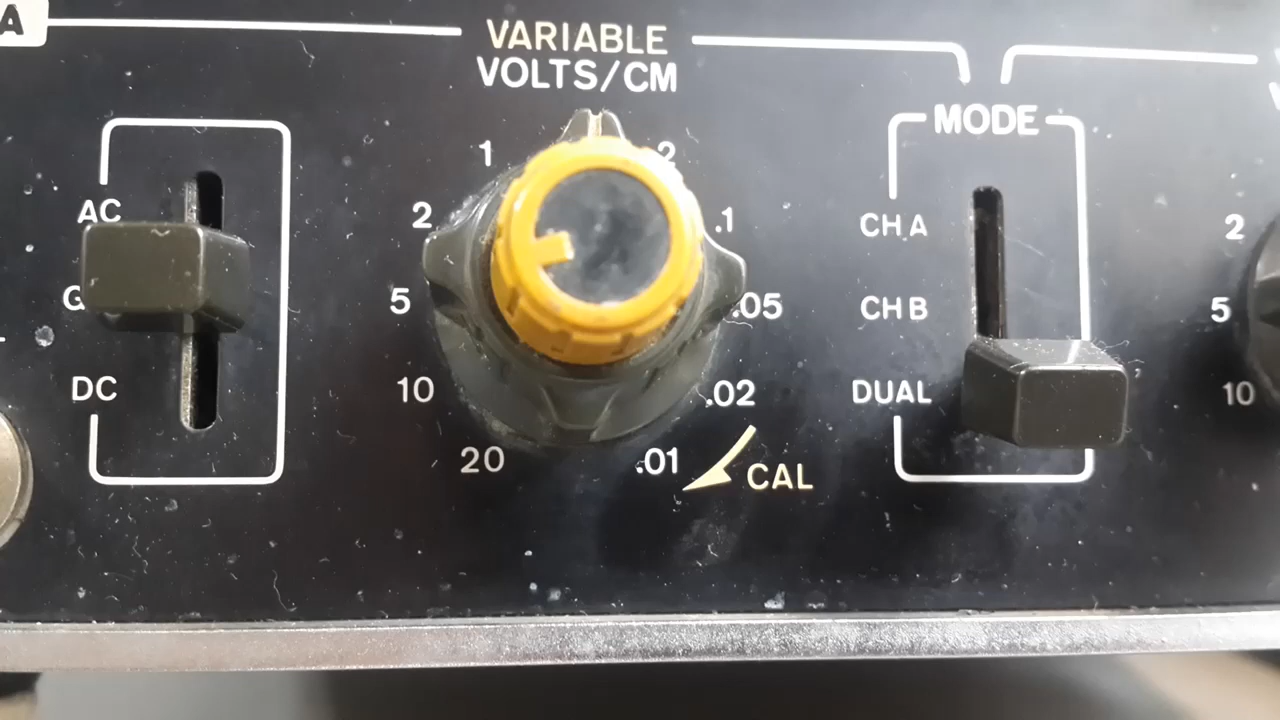 A
VARIABLE
VOLTS/CM
MODE
1
2
AC
2
.1
CH.A
2
5
.05
CH B
5
DC
10
.02
DUAL
10
20
.01
CAL